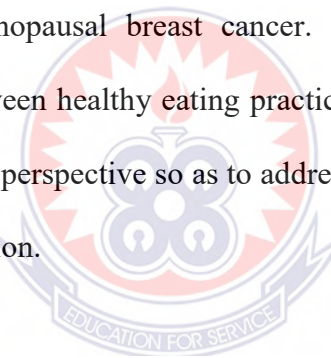 nopausal breast cancer.
ween healthy eating practic
perspective so as to addre
on.
EDUCATION FOR SERVICE